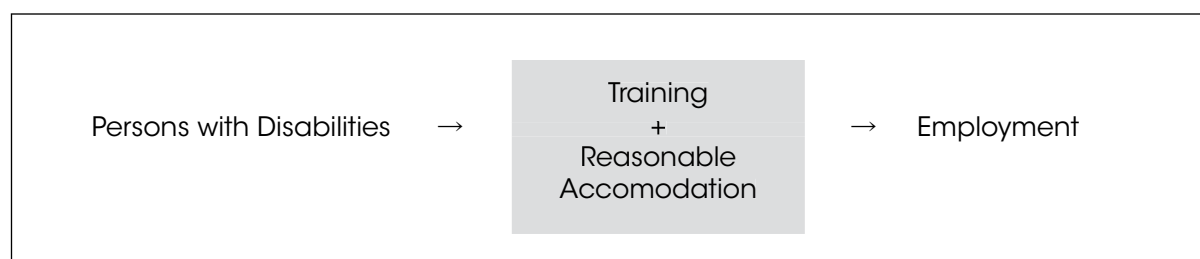 Persons with Disabilities → Training → Employment
+
Reasonable
Accomodation